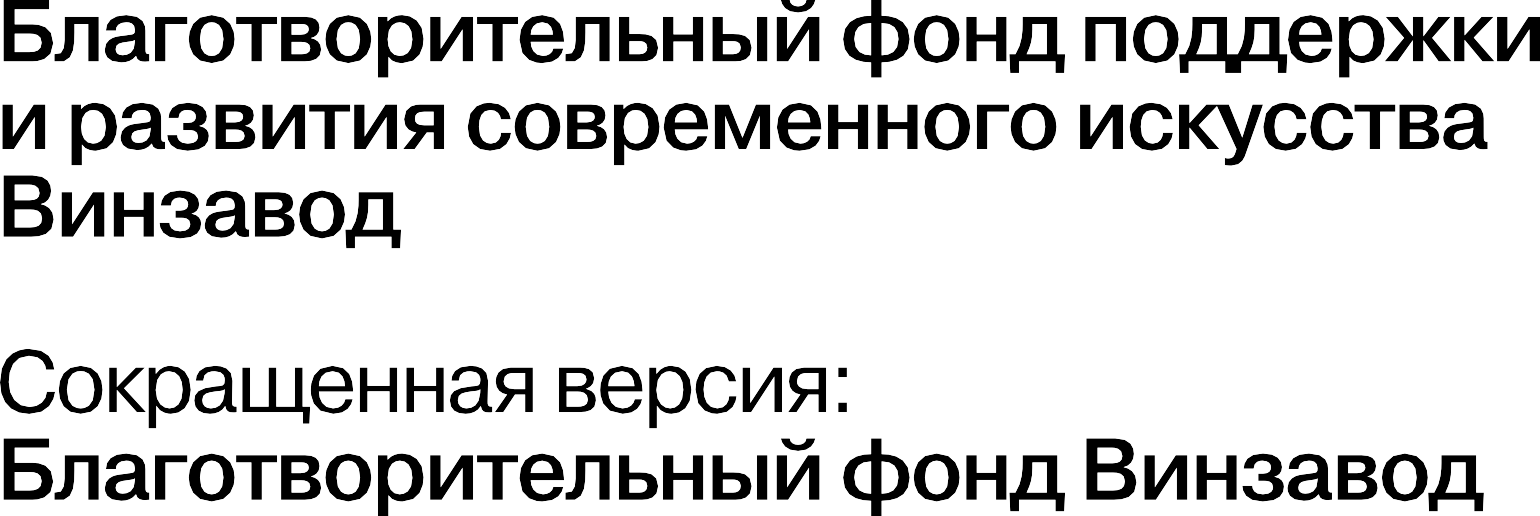 Благотворительный фонд поддержки
и развития современного искусства
Винзавод
Сокращенная версия:
Благотворительный фонд Винзавод